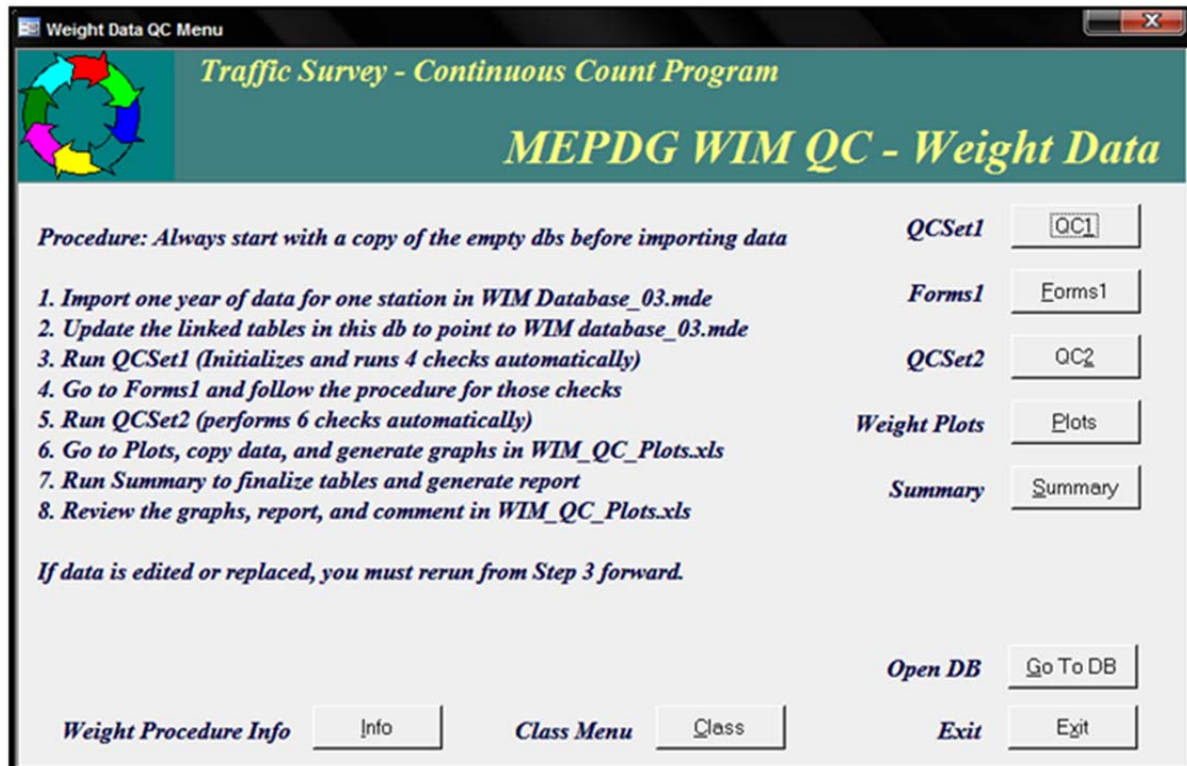 Weight Data QC Menu
Traffic Survey - Continuous Count Program
MEPDG WIM QC - Weight Data
Procedure: Always start with a copy of the empty dbs before importing data
1. Import one year of data for one station in WIM Database_03.mde
2. Update the linked tables in this db to point to WIM database_03.mde
3. Run QCSet1 (Initializes and runs 4 checks automatically)
4. Go to Forms1 and follow the procedure for those checks
5. Run QCSet2 (performs 6 checks automatically)
6. Go to Plots, copy data, and generate graphs in WIM_QC_Plots.xls
7. Run Summary to finalize tables and generate report
8. Review the graphs, report, and comment in WIM_QC_Plots.xls
If data is edited or replaced, you must rerun from Step 3 forward.
QCSet1 QC1
Forms1 Forms1
QCSet2 QC2
Weight Plots Plots
Summary Summary
Open DB Go To DB
Weight Procedure Info Info Class Menu Class Exit Exit